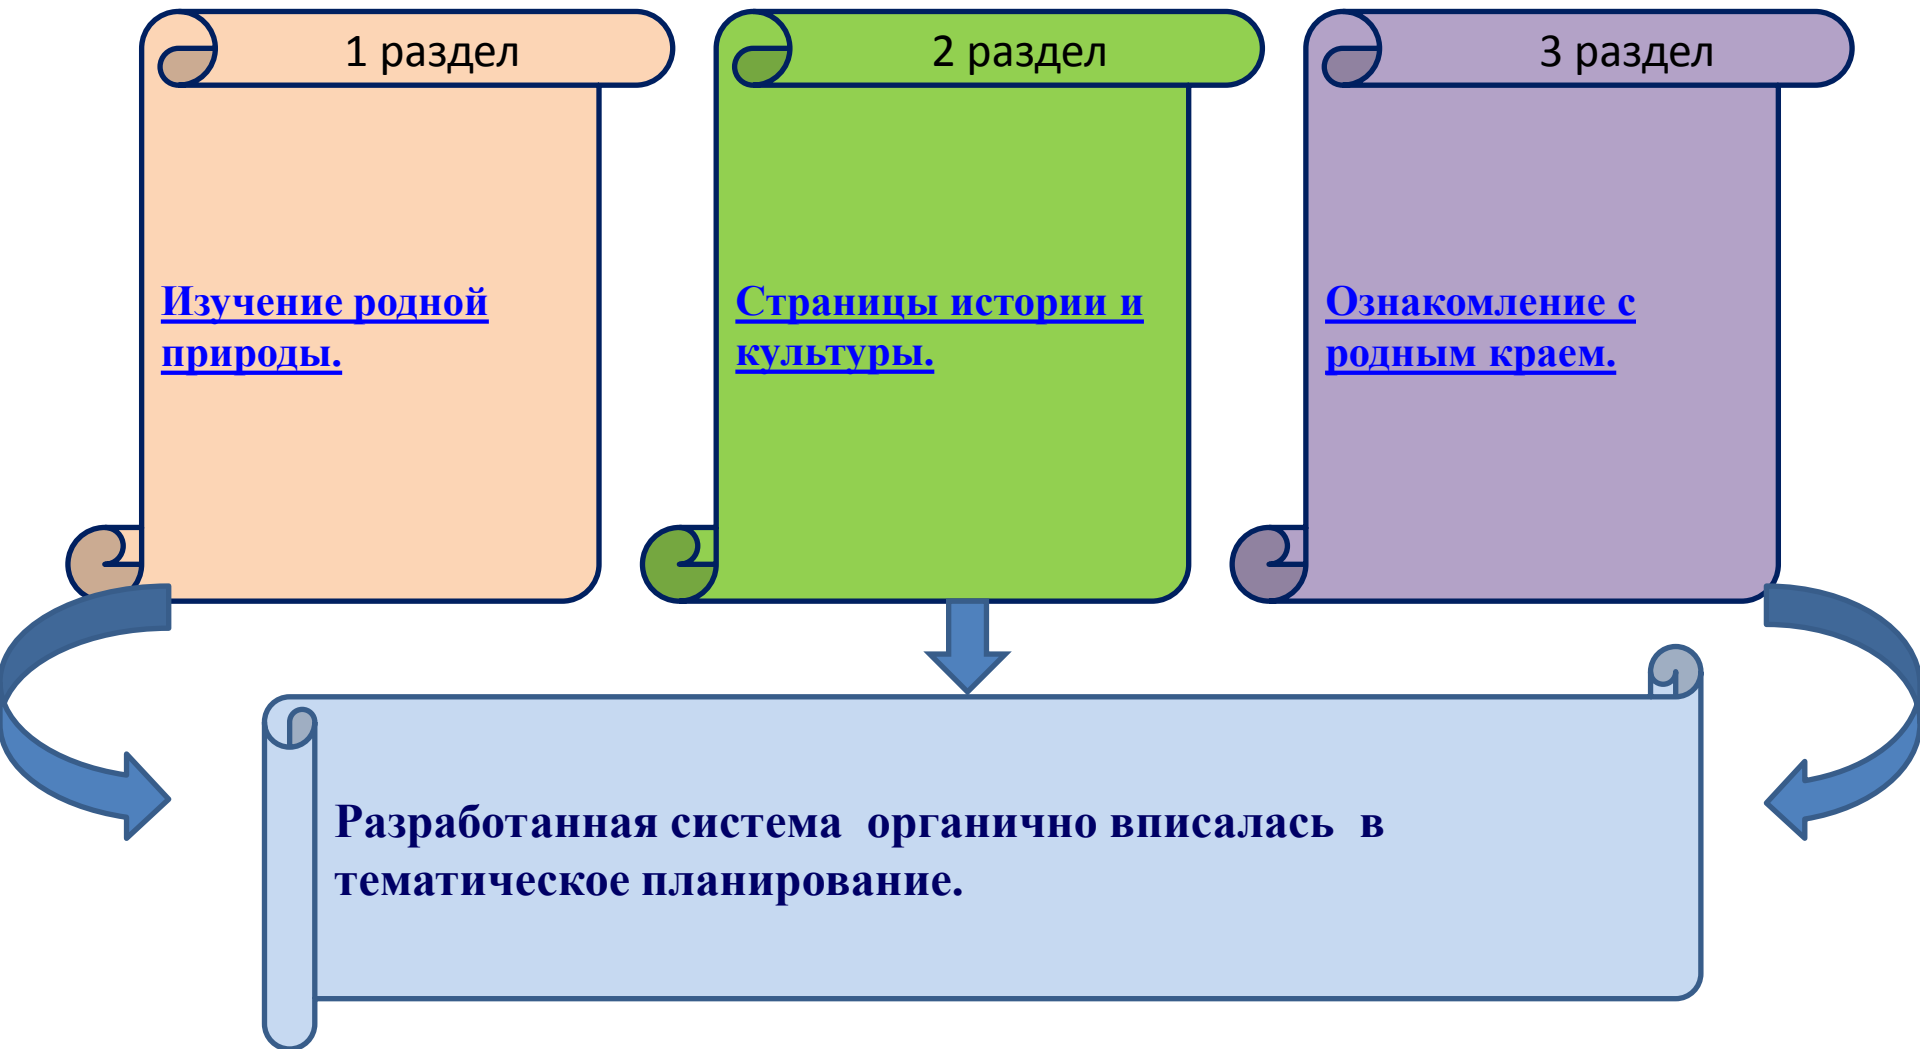 1 раздел
Изучение родной
природы.
2 раздел
Страницы истории и
культуры.
3 раздел
Ознакомление с
родным краем.
Разработанная система  органично вписалась  в
тематическое планирование.